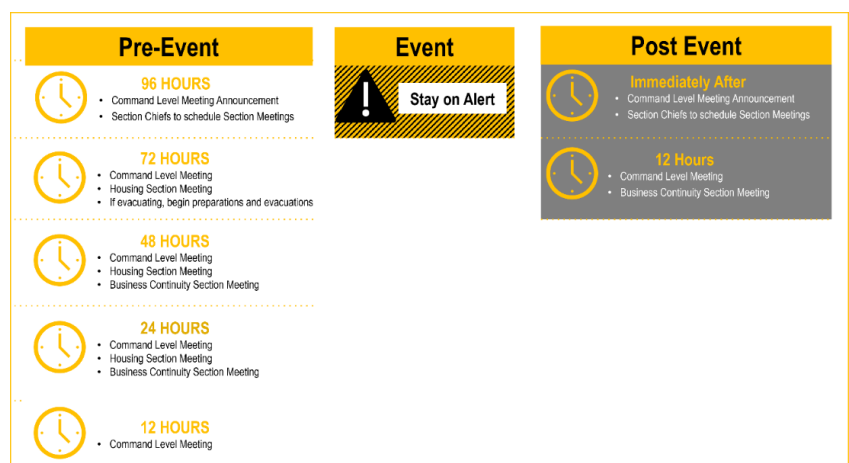 Pre-Event
96 HOURS
• Command Level Meeting Announcement
• Section Chiefs to schedule Section Meetings
72 HOURS
• Command Level Meeting
• Housing Section Meeting
• If evacuating, begin preparations and evacuations
48 HOURS
• Command Level Meeting
• Housing Section Meeting
• Business Continuity Section Meeting
24 HOURS
• Command Level Meeting
• Housing Section Meeting
• Business Continuity Section Meeting
12 HOURS
• Command Level Meeting
Event
Stay on Alert
Post Event
Immediately After
• Command Level Meeting Announcement
• Section Chiefs to schedule Section Meetings
12 Hours
• Command Level Meeting
• Business Continuity Section Meeting